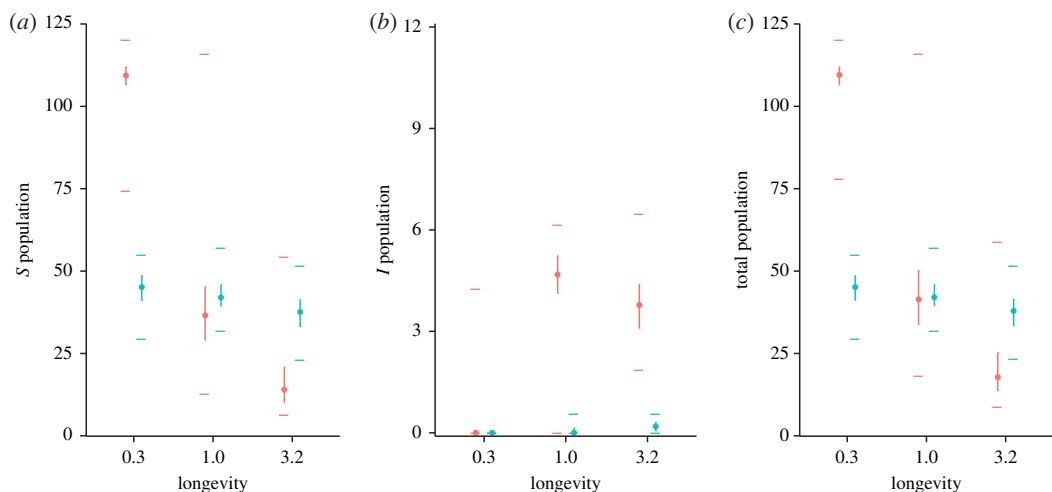 (a)
125
100
75
50
25
0
S population
0.3 1.0 3.2
longevity
(b)
12
9
6
3
0
I population
0.3 1.0 3.2
longevity
(c)
125
100
75
50
25
0
total population
0.3 1.0 3.2
longevity